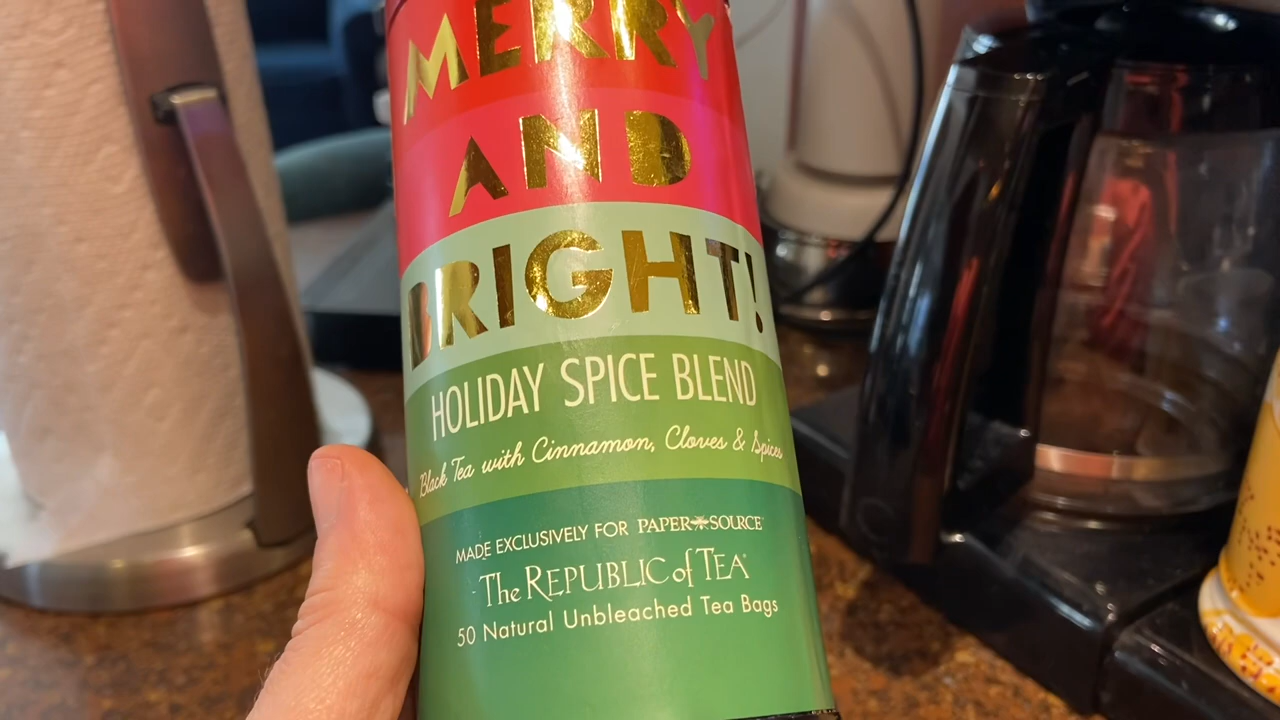 MERRY
AND
BRIGHT!
HOLIDAY SPICE BLEND
Black Tea with Cinnamon, Cloves & Spices
MADE EXCLUSIVELY FOR PAPER SOURCE
The REPUBLIC of TEA
50 Natural Unbleached Tea Bags